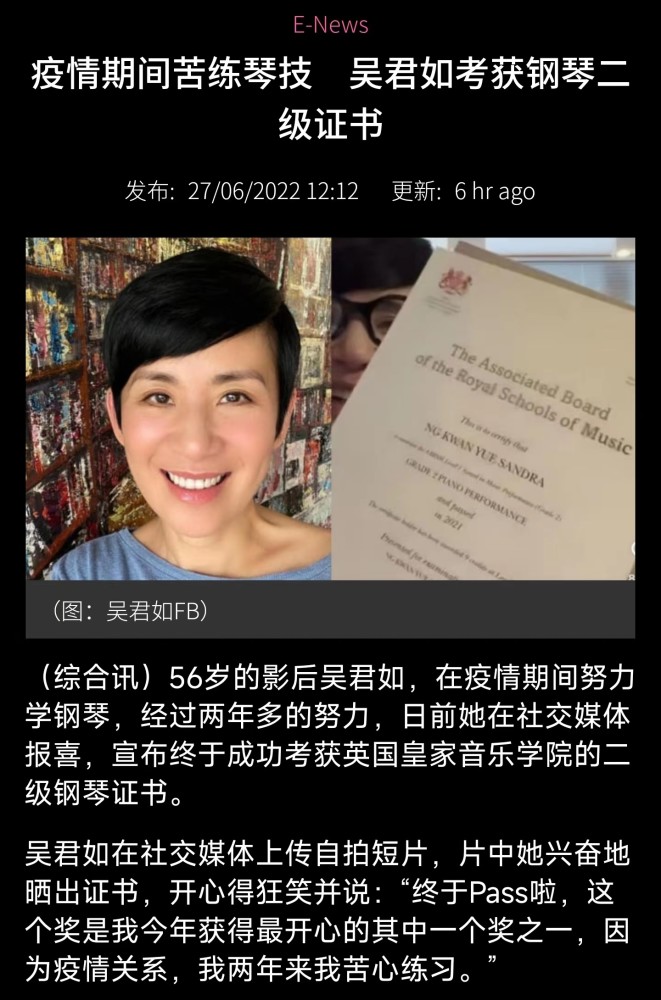 E-News
疫情期间苦练琴技 吴君如考获钢琴二
级证书
发布: 27/06/2022 12:12 更新: 6 hr ago
The Associated Board
of the Royal Schools of Music
This is to certify that
NG KWAN YUE SANDRA
GRADE 2 PIANO PERFORMANCE
and passed
in 2021
（图：吴君如FB）
（综合讯）56岁的影后吴君如，在疫情期间努力
学钢琴，经过两年多的努力，日前她在社交媒体
报喜，宣布终于成功考获英国皇家音乐学院的二
级钢琴证书。
吴君如在社交媒体上传自拍短片，片中她兴奋地
晒出证书，开心得狂笑并说：“终于Pass啦，这
个奖是我今年获得最开心的其中一个奖之一，因
为疫情关系，我两年来我苦心练习。”